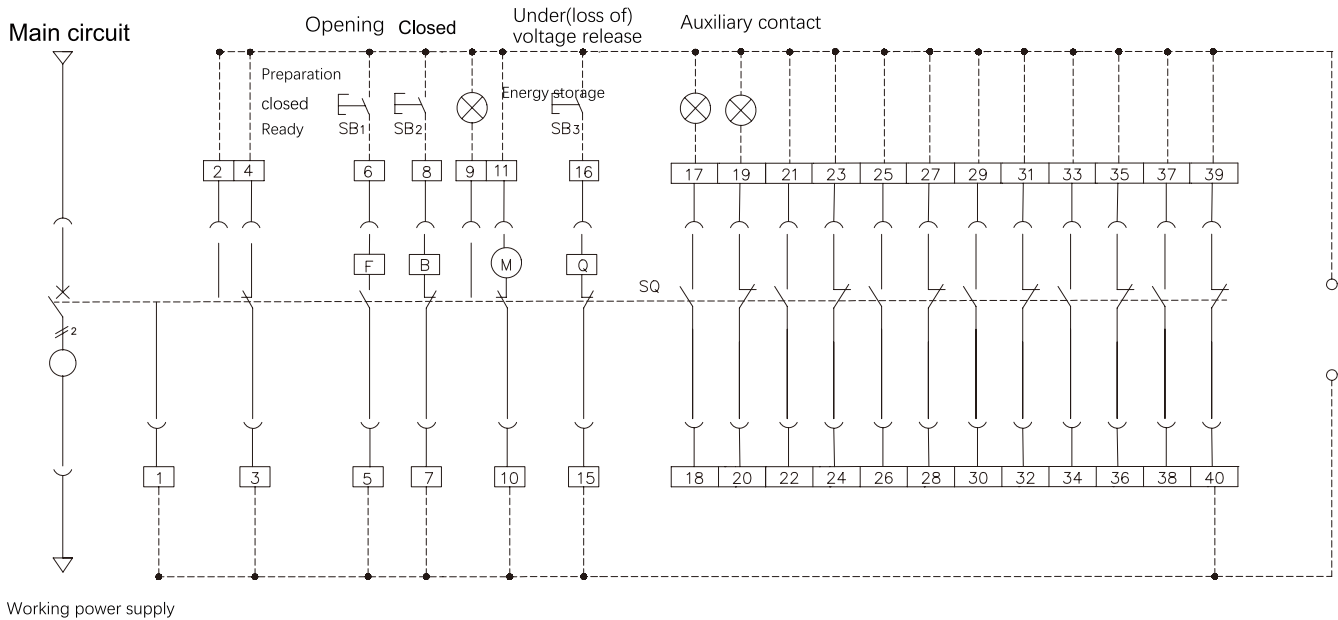 Main circuit
Opening
Closed
Under(loss of)
voltage release
Auxiliary contact
Preparation
closed
Ready
Energy storage
SB1
SB2
SB3
2 4 6 8 9 11 16 17 19 21 23 25 27 29 31 33 35 37 39
F B M Q
SQ
2
1 3 5 7 10 15 18 20 22 24 26 28 30 32 34 36 38 40
Working power supply